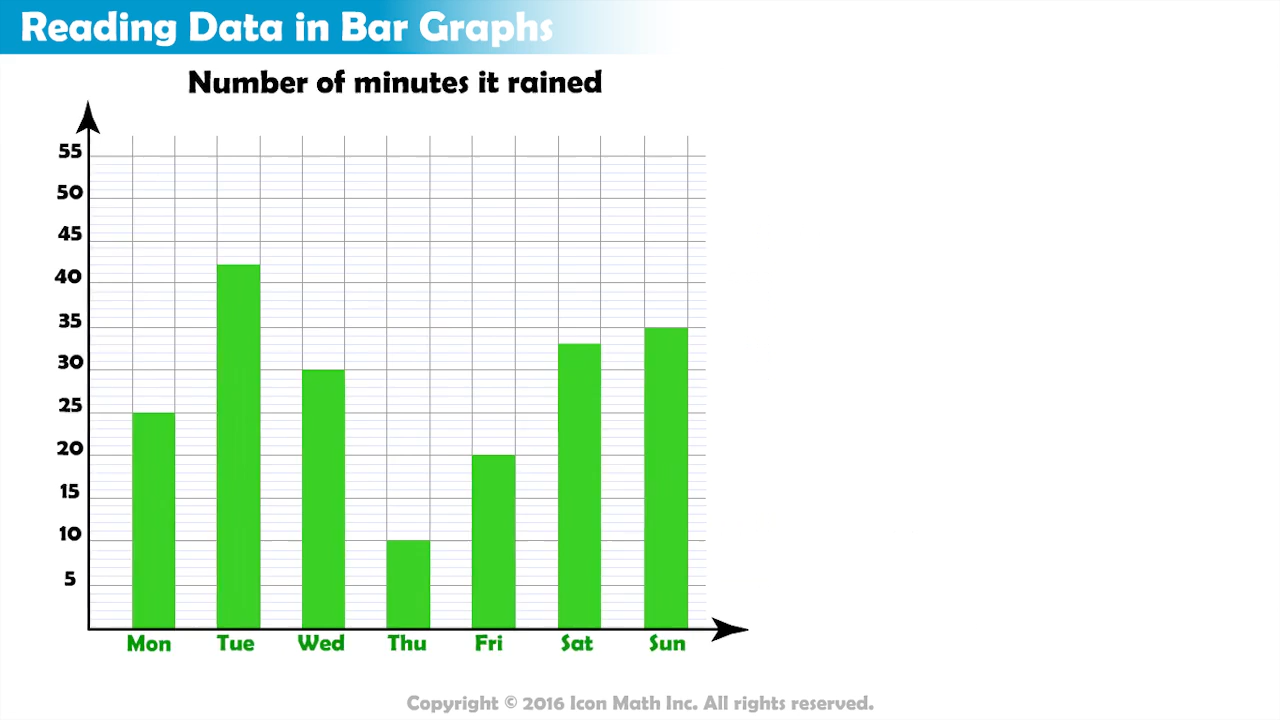 Reading Data in Bar Graphs
Number of minutes it rained
55
50
45
40
35
30
25
20
15
10
5
Mon Tue Wed Thu Fri Sat Sun
Copyright © 2016 Icon Math Inc. All rights reserved.